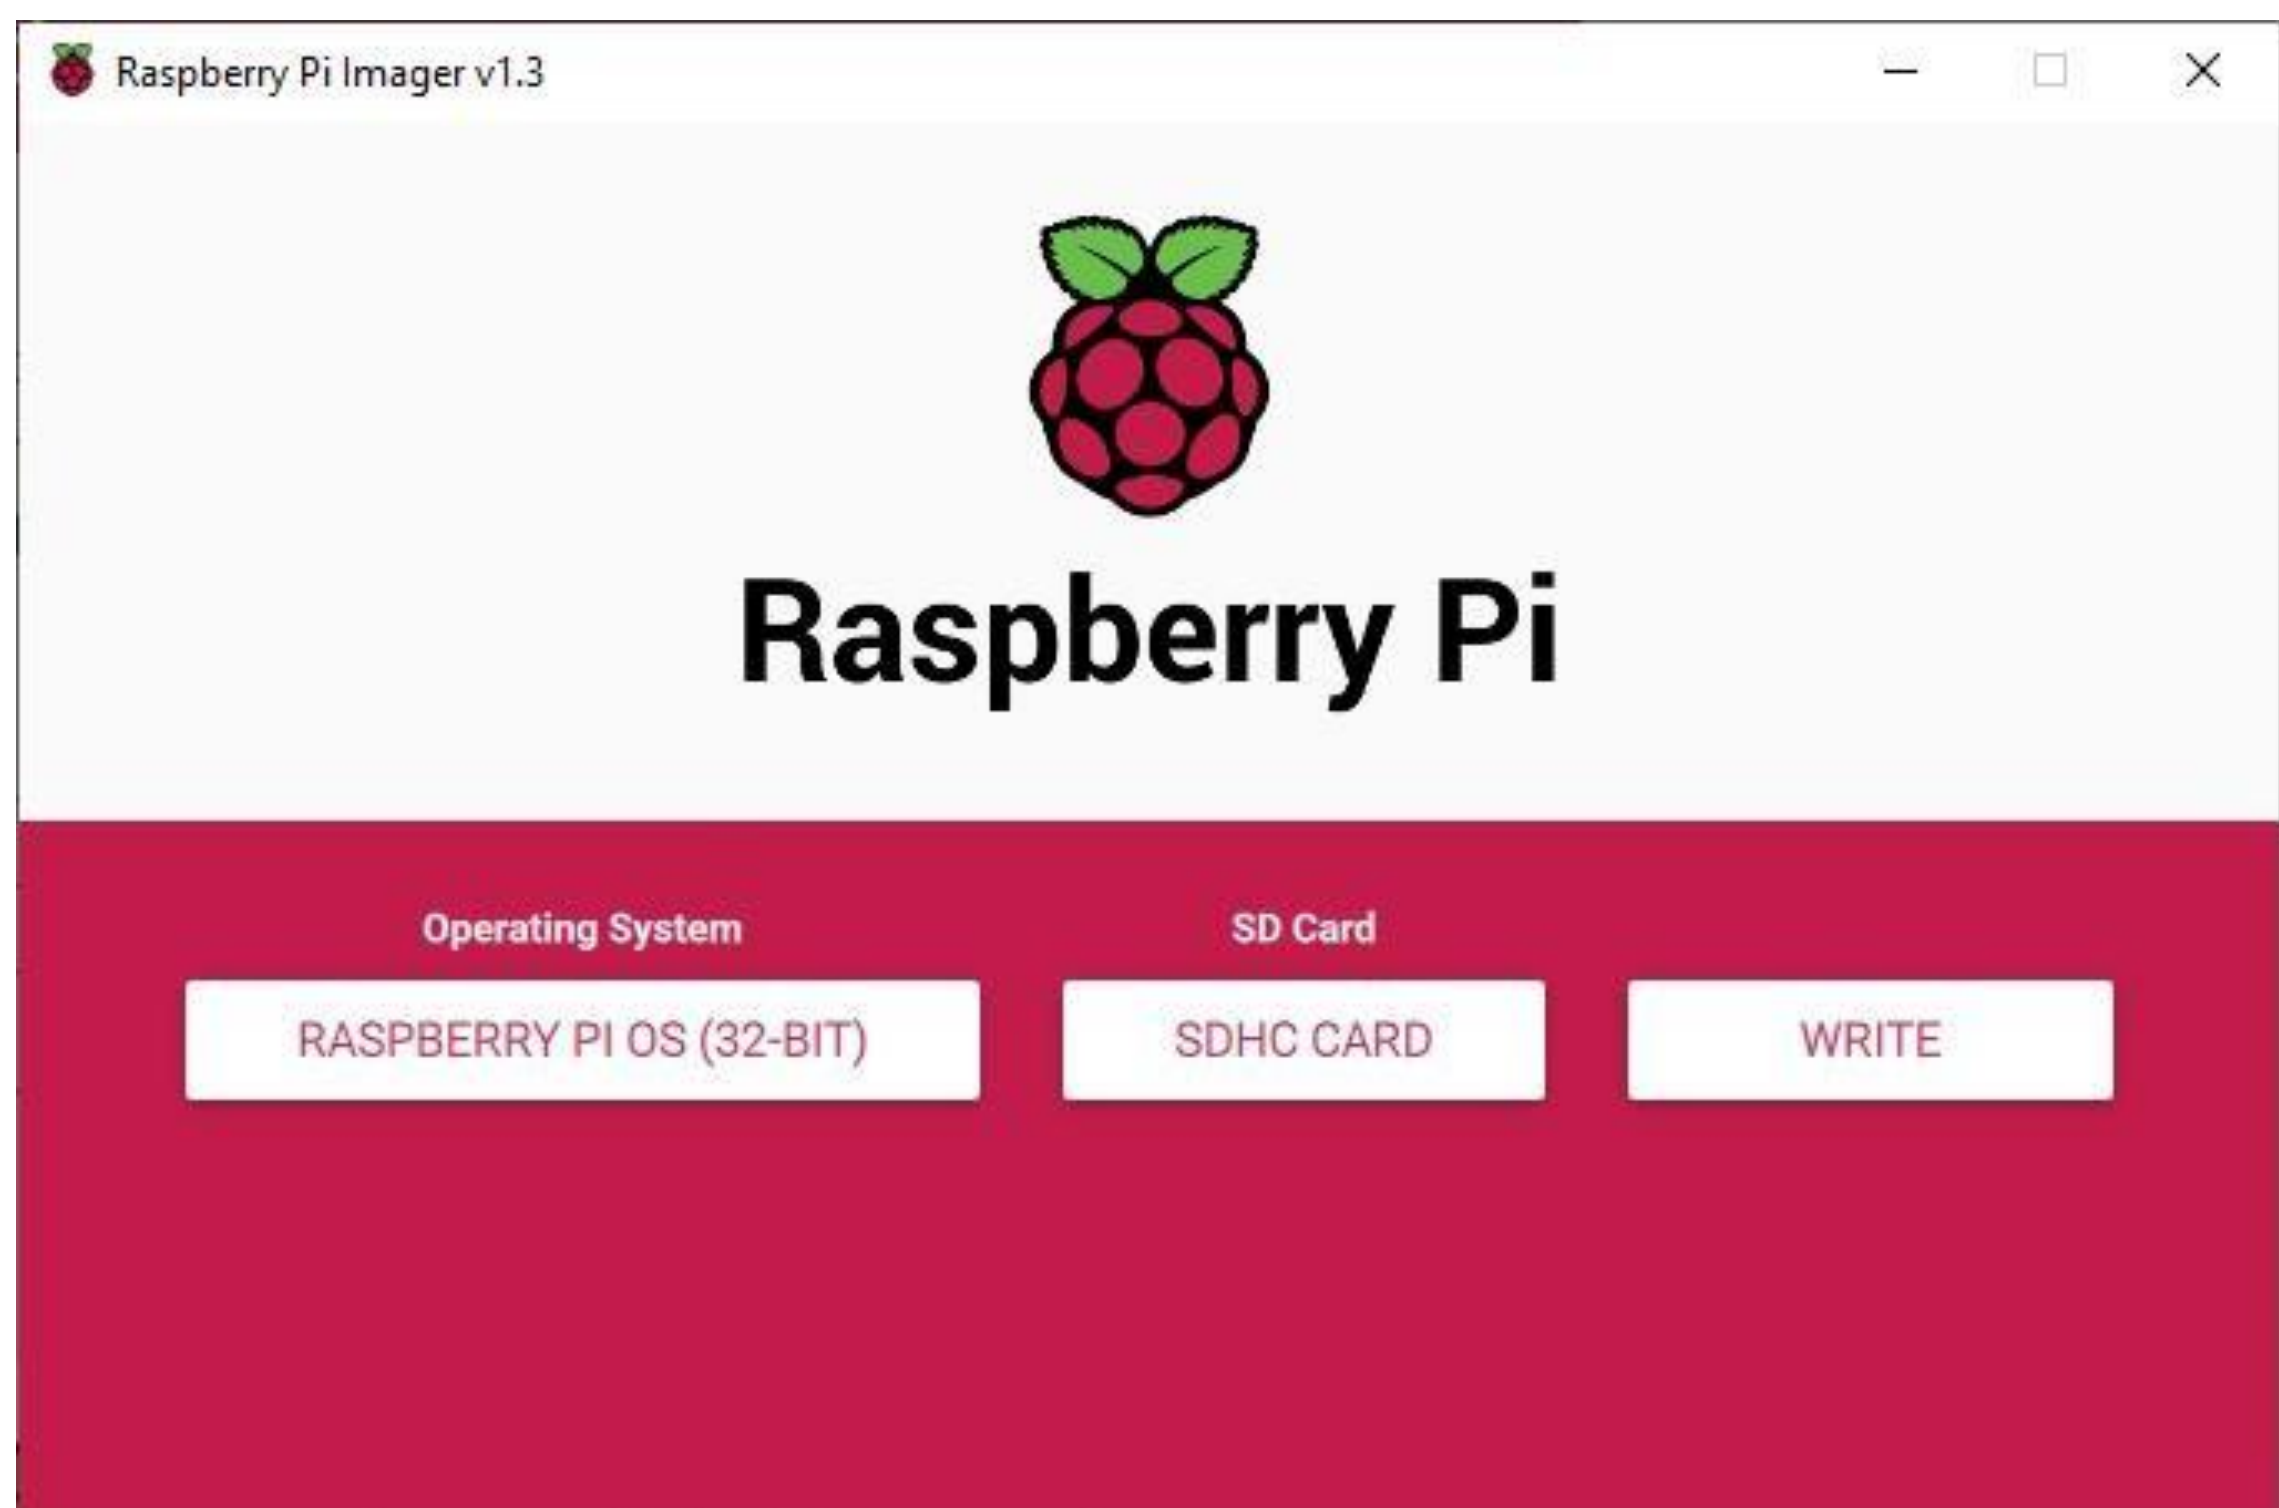 Raspberry Pi Imager v1.3
Raspberry Pi
Operating System
SD Card
RASPBERRY PI OS (32-BIT)
SDHC CARD
WRITE